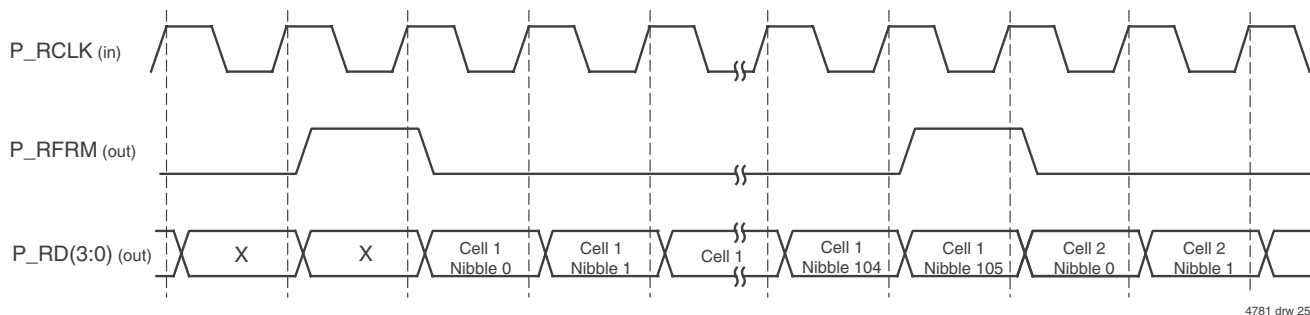 P_RCLK (in)
P_RFRM (out)
P_RD(3:0) (out)
X
X
Cell 1
Nibble 0
Cell 1
Nibble 1
Cell 1
Cell 1
Nibble 104
Cell 1
Nibble 105
Cell 2
Nibble 0
Cell 2
Nibble 1
4781 drw 25